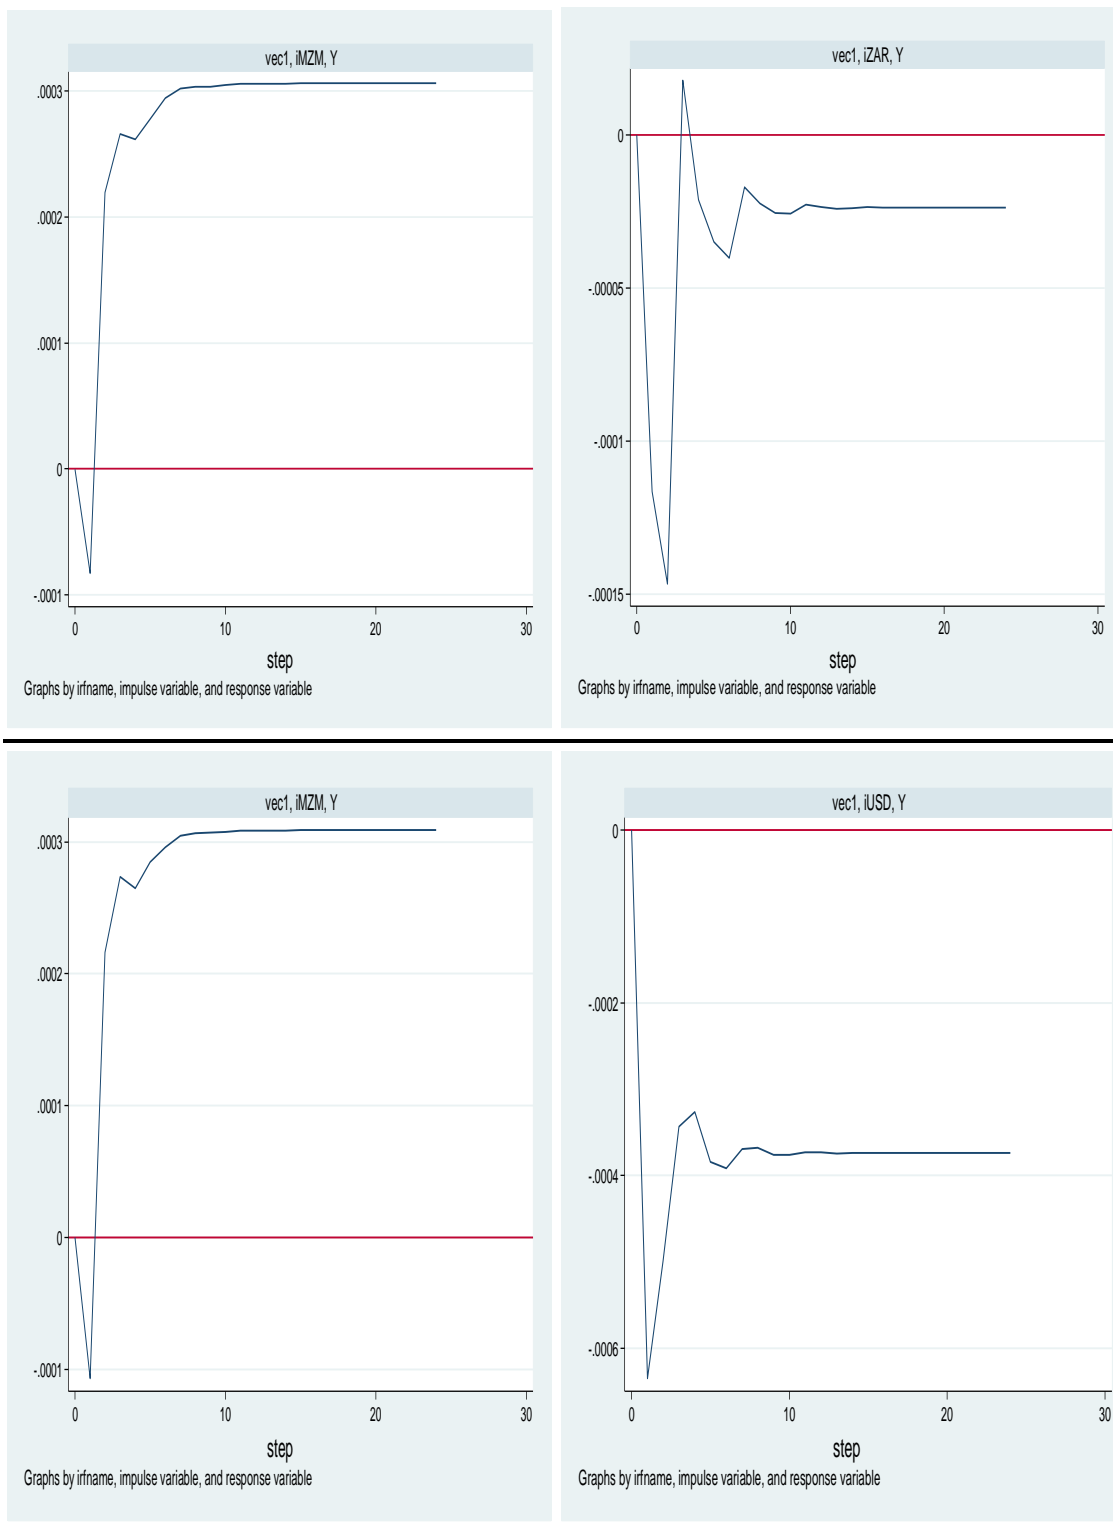 vec1, iMZM, Y
.0003
.0002
.0001
0
-.0001
0 10 20 30
step
Graphs by irfname, impulse variable, and response variable
vec1, iZAR, Y
0
-.00005
-.0001
-.00015
0 10 20 30
step
Graphs by irfname, impulse variable, and response variable
vec1, iMZM, Y
.0003
.0002
.0001
0
-.0001
0 10 20 30
step
Graphs by irfname, impulse variable, and response variable
vec1, iUSD, Y
0
-.0002
-.0004
-.0006
0 10 20 30
step
Graphs by irfname, impulse variable, and response variable